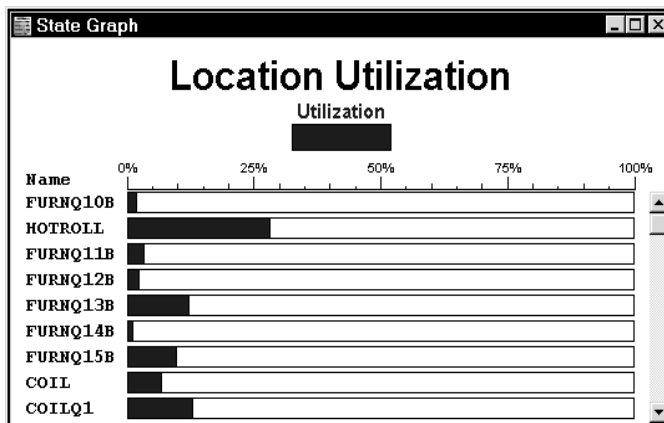 State Graph
Location Utilization
Utilization
0% 25% 50% 75% 100%
Name
FURNQ10B
HOTROLL
FURNQ11B
FURNQ12B
FURNQ13B
FURNQ14B
FURNQ15B
COIL
COILQ1